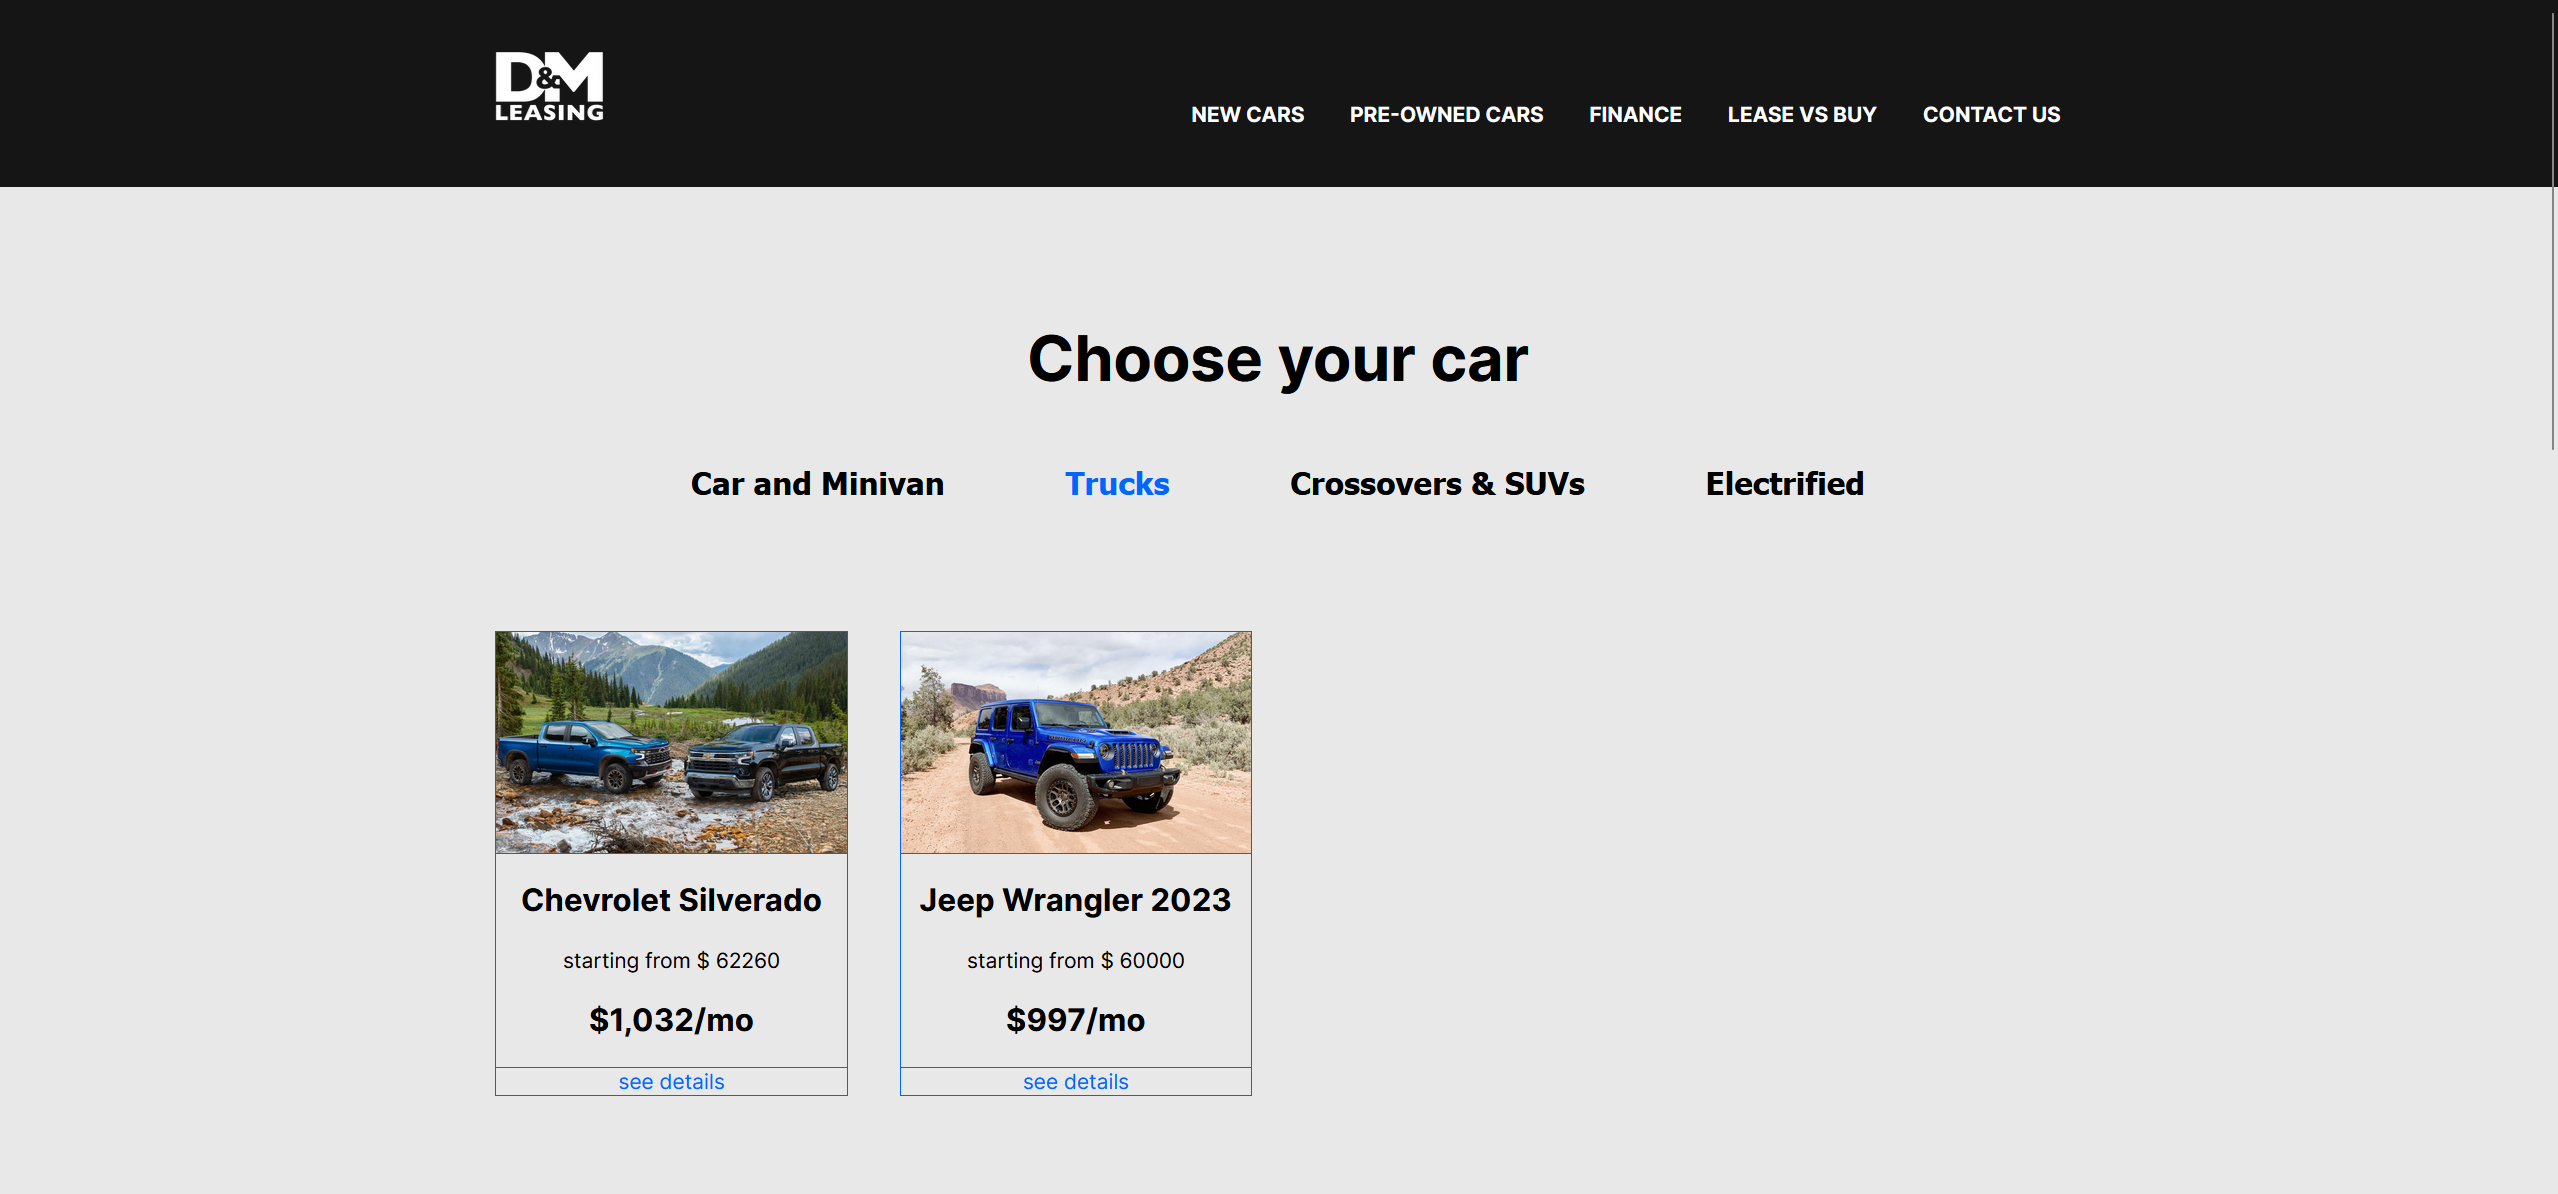 D&M
LEASING
NEW CARS
PRE-OWNED CARS
FINANCE
LEASE VS BUY
CONTACT US
Choose your car
Car and Minivan
Trucks
Crossovers & SUVs
Electrified
Chevrolet Silverado
starting from $ 62260
$1,032/mo
see details
Jeep Wrangler 2023
starting from $ 60000
$997/mo
see details